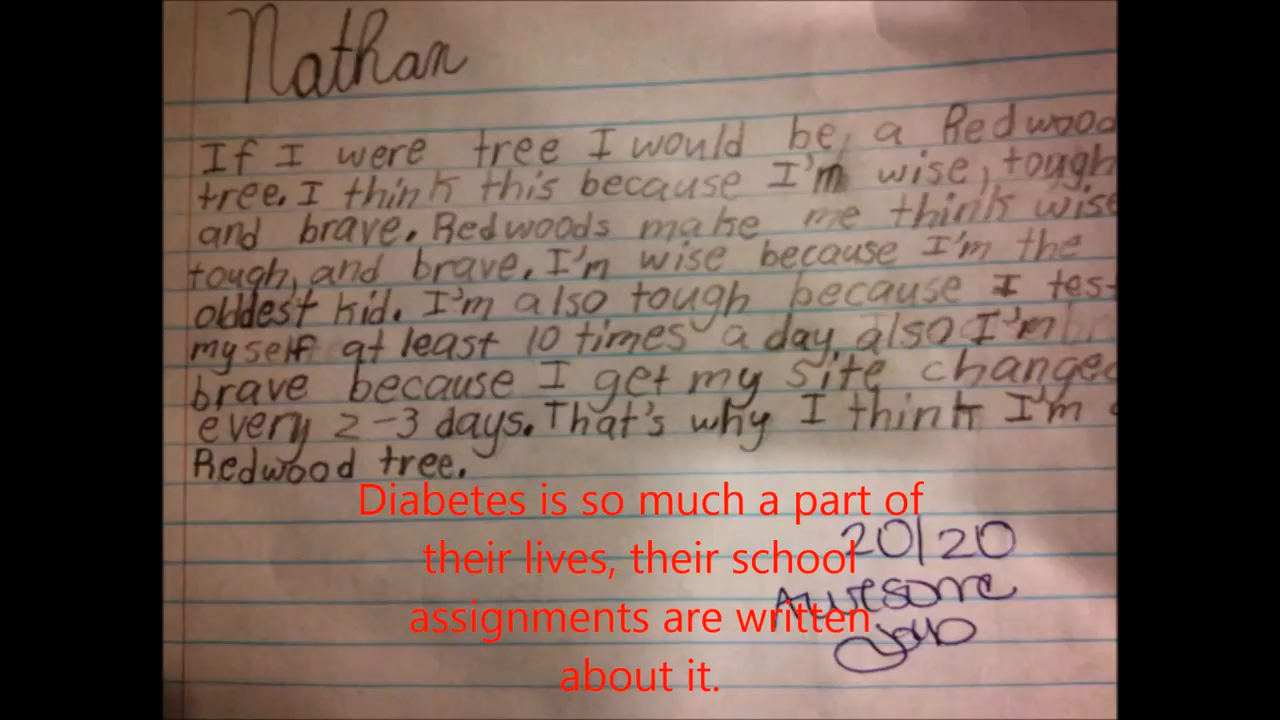 Nathan
If I were tree I would be, a Redwood
tree. I think this because I'm wise, tough
and brave. Redwoods make me think wise
tough, and brave. I'm wise because I'm the
oldest kid. I'm also tough because I test
myself at least 10 times a day, also I'm
brave because I get my site changed
every 2-3 days. That's why I think I'm a
Redwood tree.
Diabetes is so much a part of
their lives, their school
assignments are written
about it.
20/20
Awesome
Job